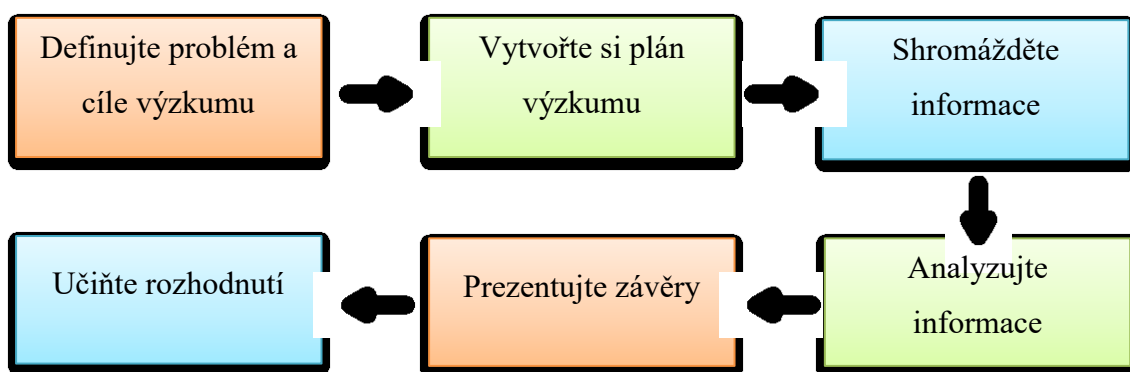 Definujte problém a
cíle výzkumu
Vytvořte si plán
výzkumu
Shromážděte
informace
Analyzujte
informace
Prezentujte závěry
Učiňte rozhodnutí